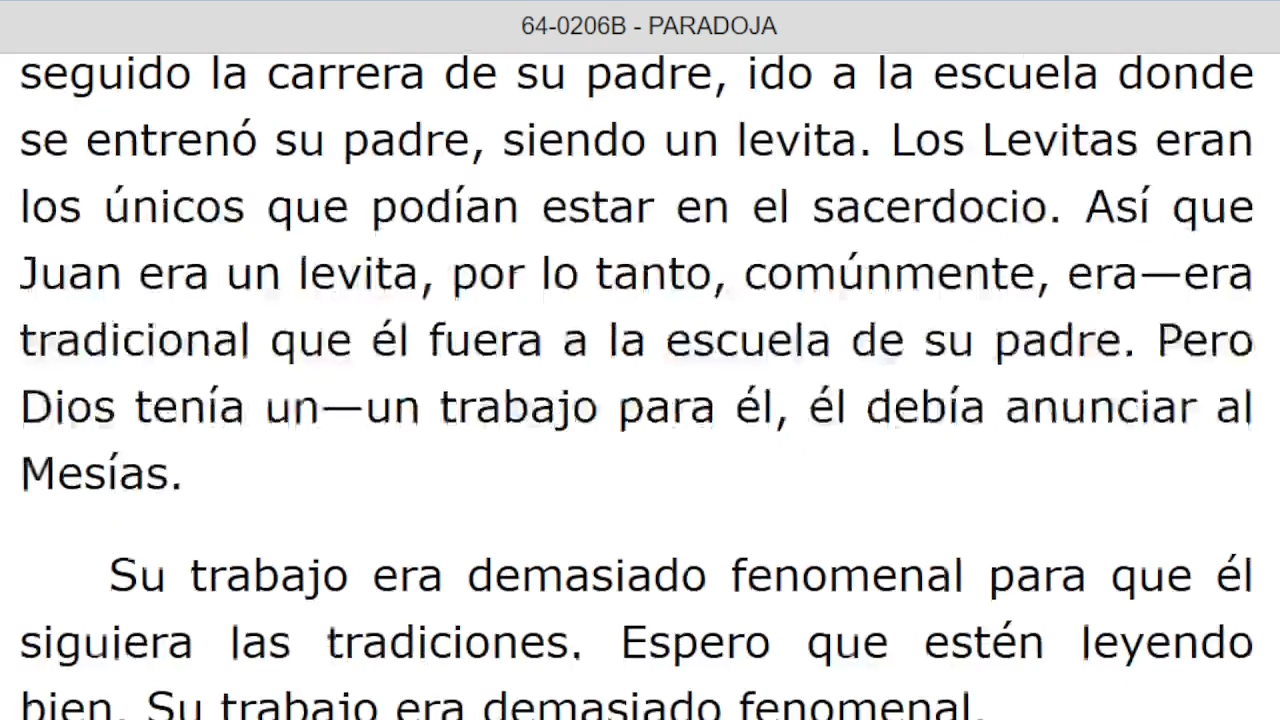 64-0206B - PARADOJA
seguido la carrera de su padre, ido a la escuela donde
se entrenó su padre, siendo un levita. Los Levitas eran
los únicos que podían estar en el sacerdocio. Así que
Juan era un levita, por lo tanto, comúnmente, era—era
tradicional que él fuera a la escuela de su padre. Pero
Dios tenía un—un trabajo para él, él debía anunciar al
Mesías.
Su trabajo era demasiado fenomenal para que él
siguiera las tradiciones. Espero que estén leyendo
bien. Su trabajo era demasiado fenomenal.